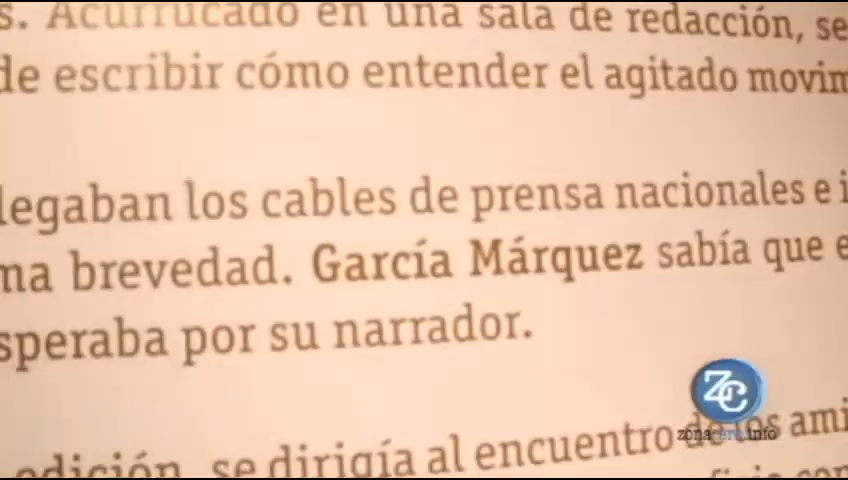 s. Acurrucado en una sala de redacción, se
de escribir cómo entender el agitado movim
legaban los cables de prensa nacionales e i
ma brevedad. García Márquez sabía que e
speraba por su narrador.
edición, se dirigía al encuentro de los ami
ZC